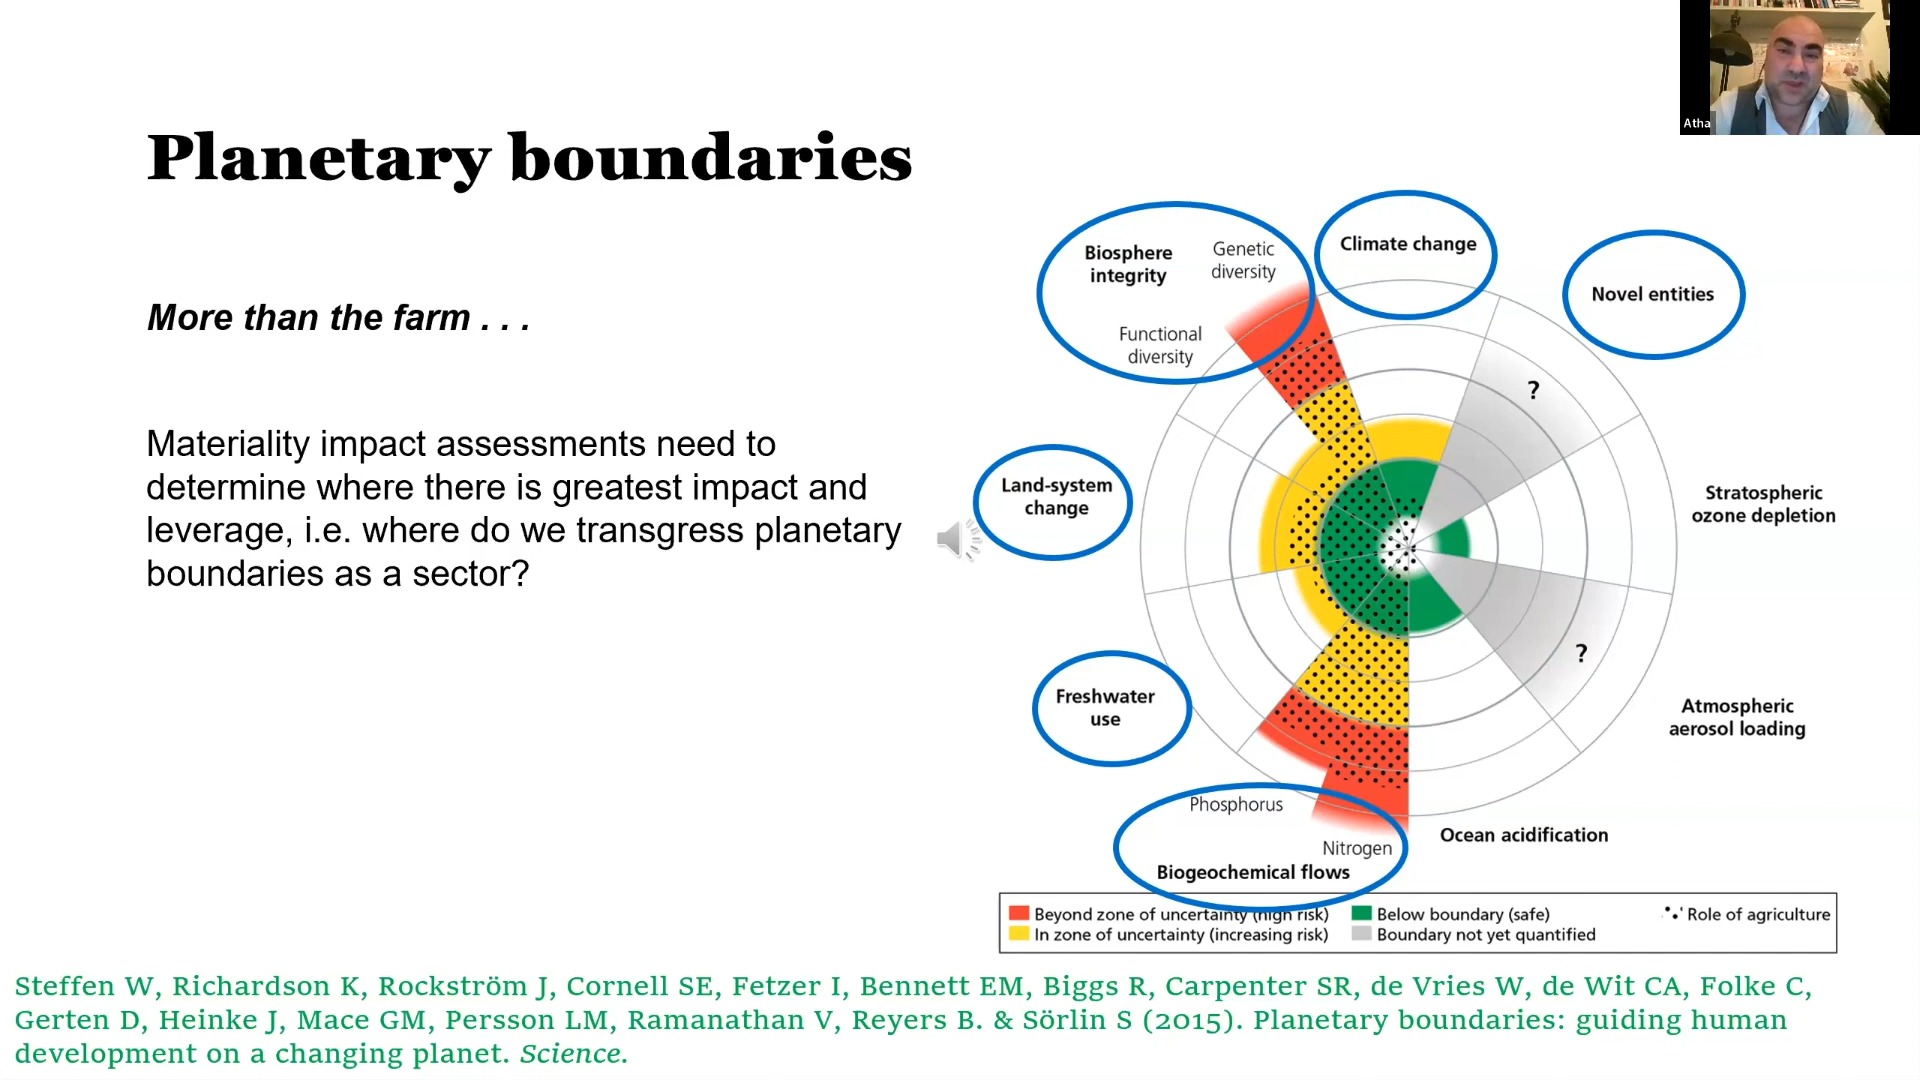 Atha
Planetary boundaries
More than the farm . . .
Materiality impact assessments need to
determine where there is greatest impact and
leverage, i.e. where do we transgress planetary
boundaries as a sector?
Biosphere
integrity
Genetic
diversity
Functional
diversity
Climate change
Novel entities
?
Land-system
change
Stratospheric
ozone depletion
?
Freshwater
use
Atmospheric
aerosol loading
Phosphorus
Nitrogen
Biogeochemical flows
Ocean acidification
Beyond zone of uncertainty (high risk)
In zone of uncertainty (increasing risk)
Below boundary (safe)
Boundary not yet quantified
Role of agriculture
Steffen W, Richardson K, Rockström J, Cornell SE, Fetzer I, Bennett EM, Biggs R, Carpenter SR, de Vries W, de Wit CA, Folke C,
Gerten D, Heinke J, Mace GM, Persson LM, Ramanathan V, Reyers B. & Sörlin S (2015). Planetary boundaries: guiding human
development on a changing planet. Science.